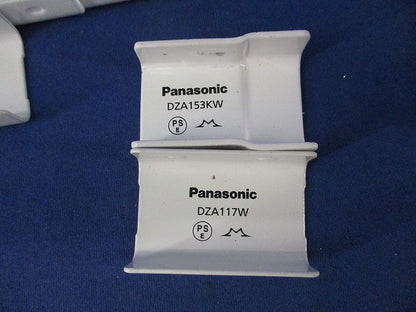 Panasonic
DZA153KW
PS
E
Panasonic
DZA117W
PS
E